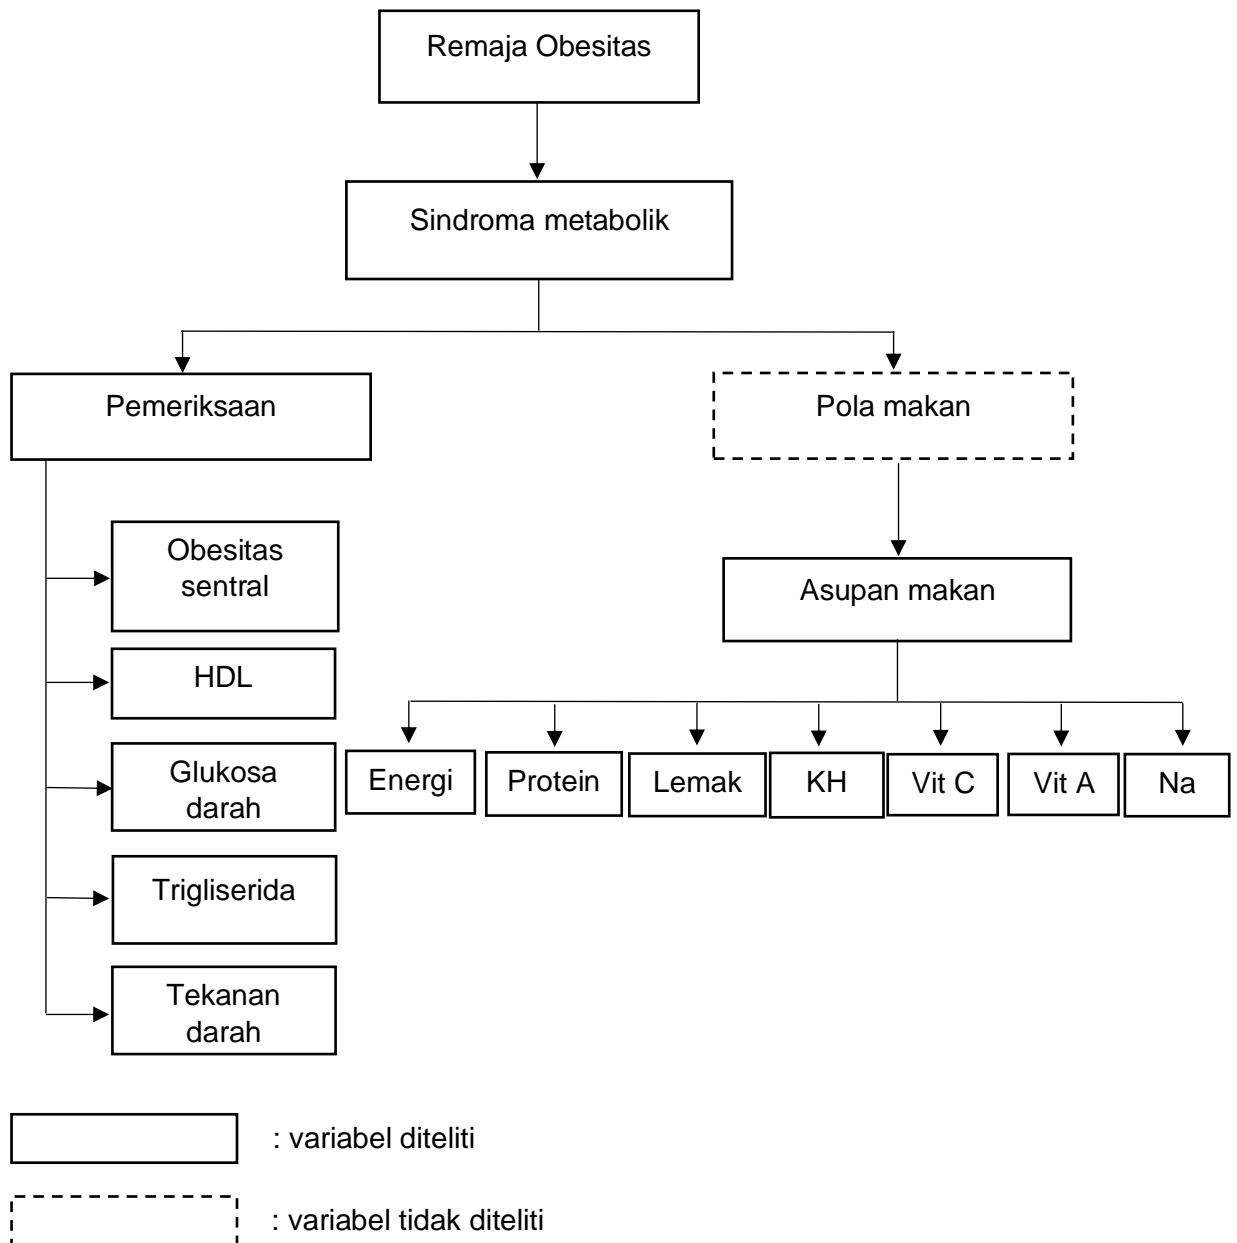 Remaja Obesitas
Sindroma metabolik
Pemeriksaan
Pola makan
Obesitas
sentral
Asupan makan
HDL
Glukosa
darah
Energi
Protein
Lemak
KH
Vit C
Vit A
Na
Trigliserida
Tekanan
darah
: variabel diteliti
: variabel tidak diteliti